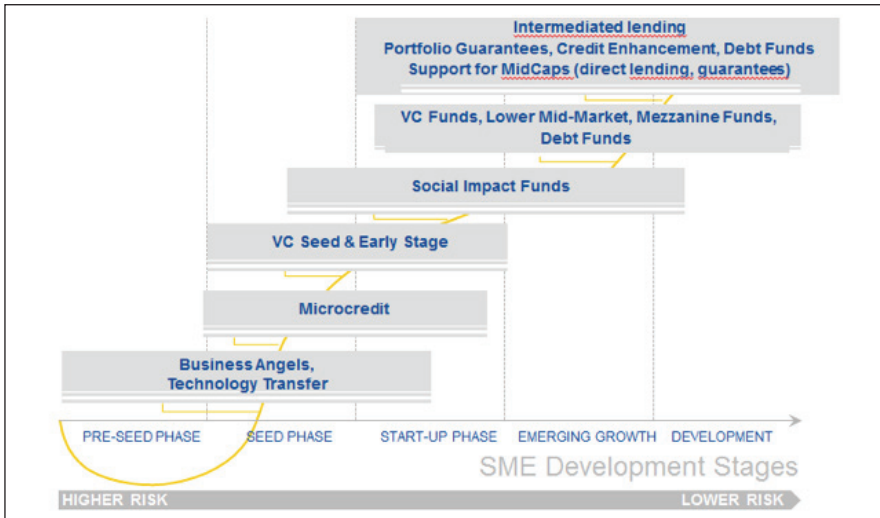 Intermediated lending
Portfolio Guarantees, Credit Enhancement, Debt Funds
Support for MidCaps (direct lending, guarantees)
VC Funds, Lower Mid-Market, Mezzanine Funds,
Debt Funds
Social Impact Funds
VC Seed & Early Stage
Microcredit
Business Angels,
Technology Transfer
PRE-SEED PHASE SEED PHASE START-UP PHASE EMERGING GROWTH DEVELOPMENT
SME Development Stages
HIGHER RISK LOWER RISK